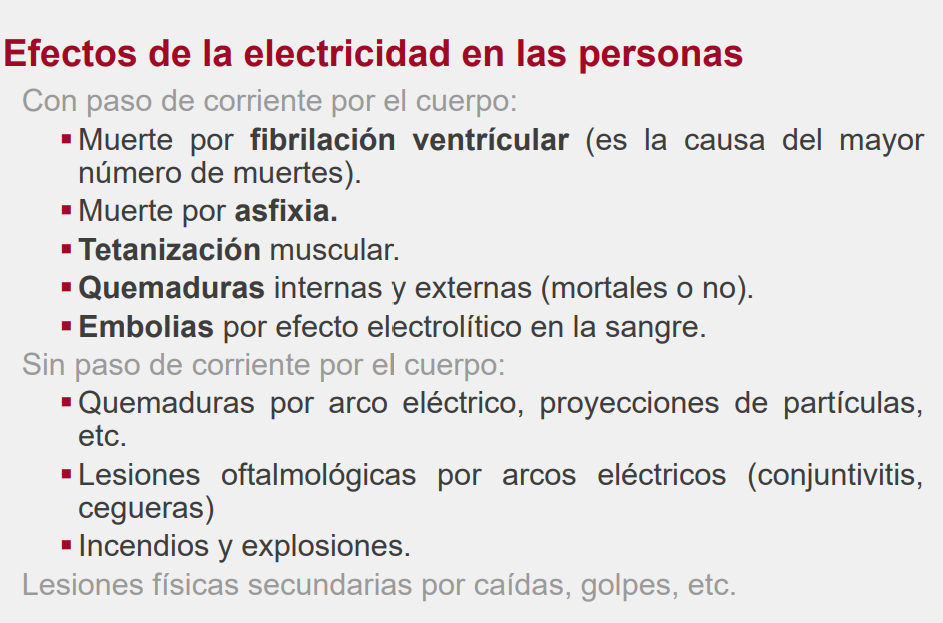 Efectos de la electricidad en las personas
Con paso de corriente por el cuerpo:
▪ Muerte por fibrilación ventrícular (es la causa del mayor
número de muertes).
▪ Muerte por asfixia.
▪ Tetanización muscular.
▪ Quemaduras internas y externas (mortales o no).
▪ Embolias por efecto electrolítico en la sangre.
Sin paso de corriente por el cuerpo:
▪ Quemaduras por arco eléctrico, proyecciones de partículas,
etc.
▪ Lesiones oftalmológicas por arcos eléctricos (conjuntivitis,
cegueras)
▪ Incendios y explosiones.
Lesiones físicas secundarias por caídas, golpes, etc.